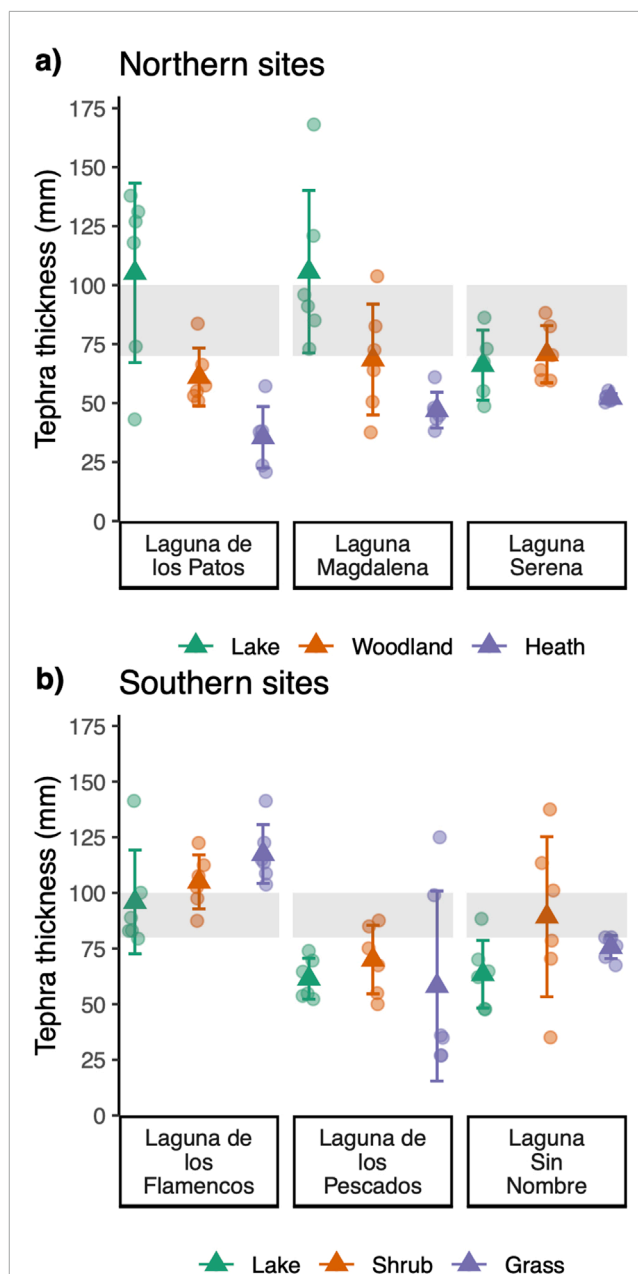 a) Northern sites
Tephra thickness (mm)
175
150
125
100
75
50
25
0
Laguna de
los Patos
Laguna
Magdalena
Laguna
Serena
Lake Woodland Heath
b) Southern sites
Tephra thickness (mm)
175
150
125
100
75
50
25
0
Laguna de
los
Flamencos
Laguna de
los
Pescados
Laguna
Sin
Nombre
Lake Shrub Grass